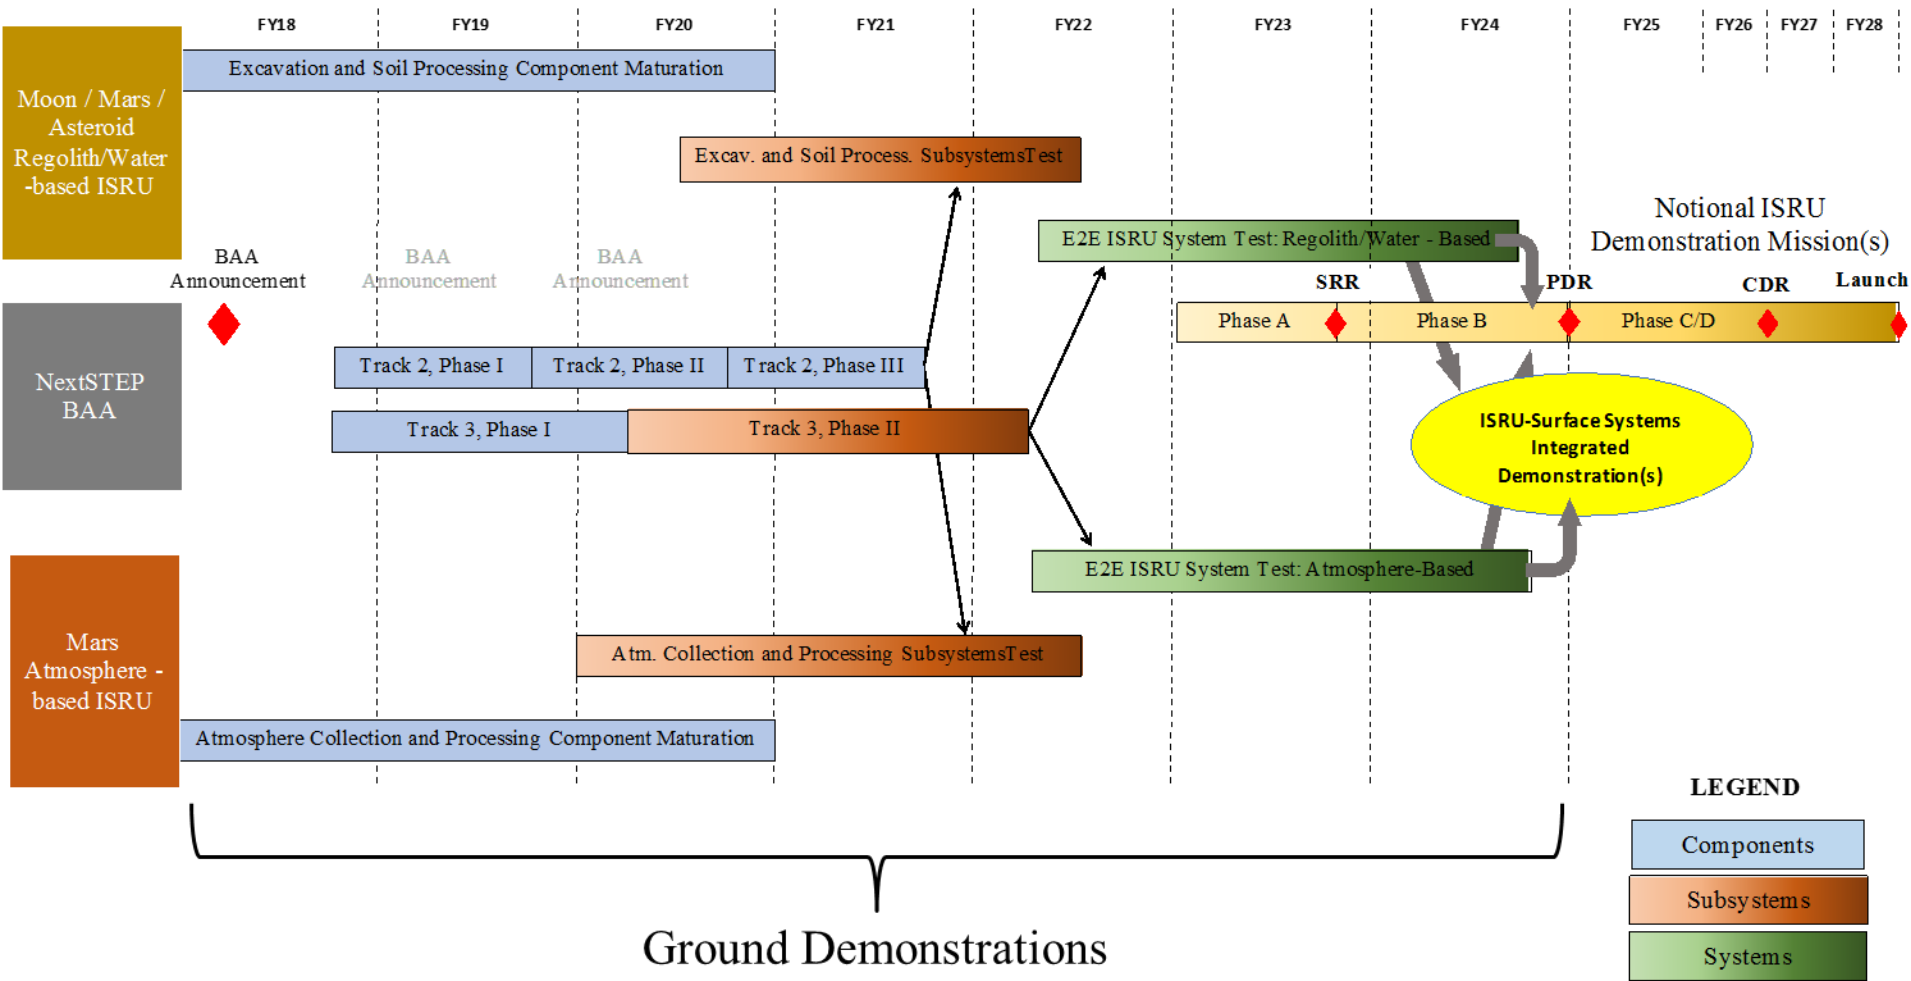 FY18 FY19 FY20 FY21 FY22 FY23 FY24 FY25 FY26 FY27 FY28
Moon / Mars /
Asteroid
Regolith/Water
-based ISRU
Excavation and Soil Processing Component Maturation
Excav. and Soil Process. SubsystemsTest
E2E ISRU System Test: Regolith/Water - Based
Notional ISRU
Demonstration Mission(s)
BAA
Announcement
BAA
Announcement
BAA
Announcement
SRR
PDR
CDR
Launch
Phase A
Phase B
Phase C/D
NextSTEP
BAA
Track 2, Phase I
Track 2, Phase II
Track 2, Phase III
Track 3, Phase I
Track 3, Phase II
ISRU-Surface Systems
Integrated
Demonstration(s)
E2E ISRU System Test: Atmosphere-Based
Mars
Atmosphere -
based ISRU
Atm. Collection and Processing SubsystemsTest
Atmosphere Collection and Processing Component Maturation
Ground Demonstrations
LEGEND
Components
Subsystems
Systems